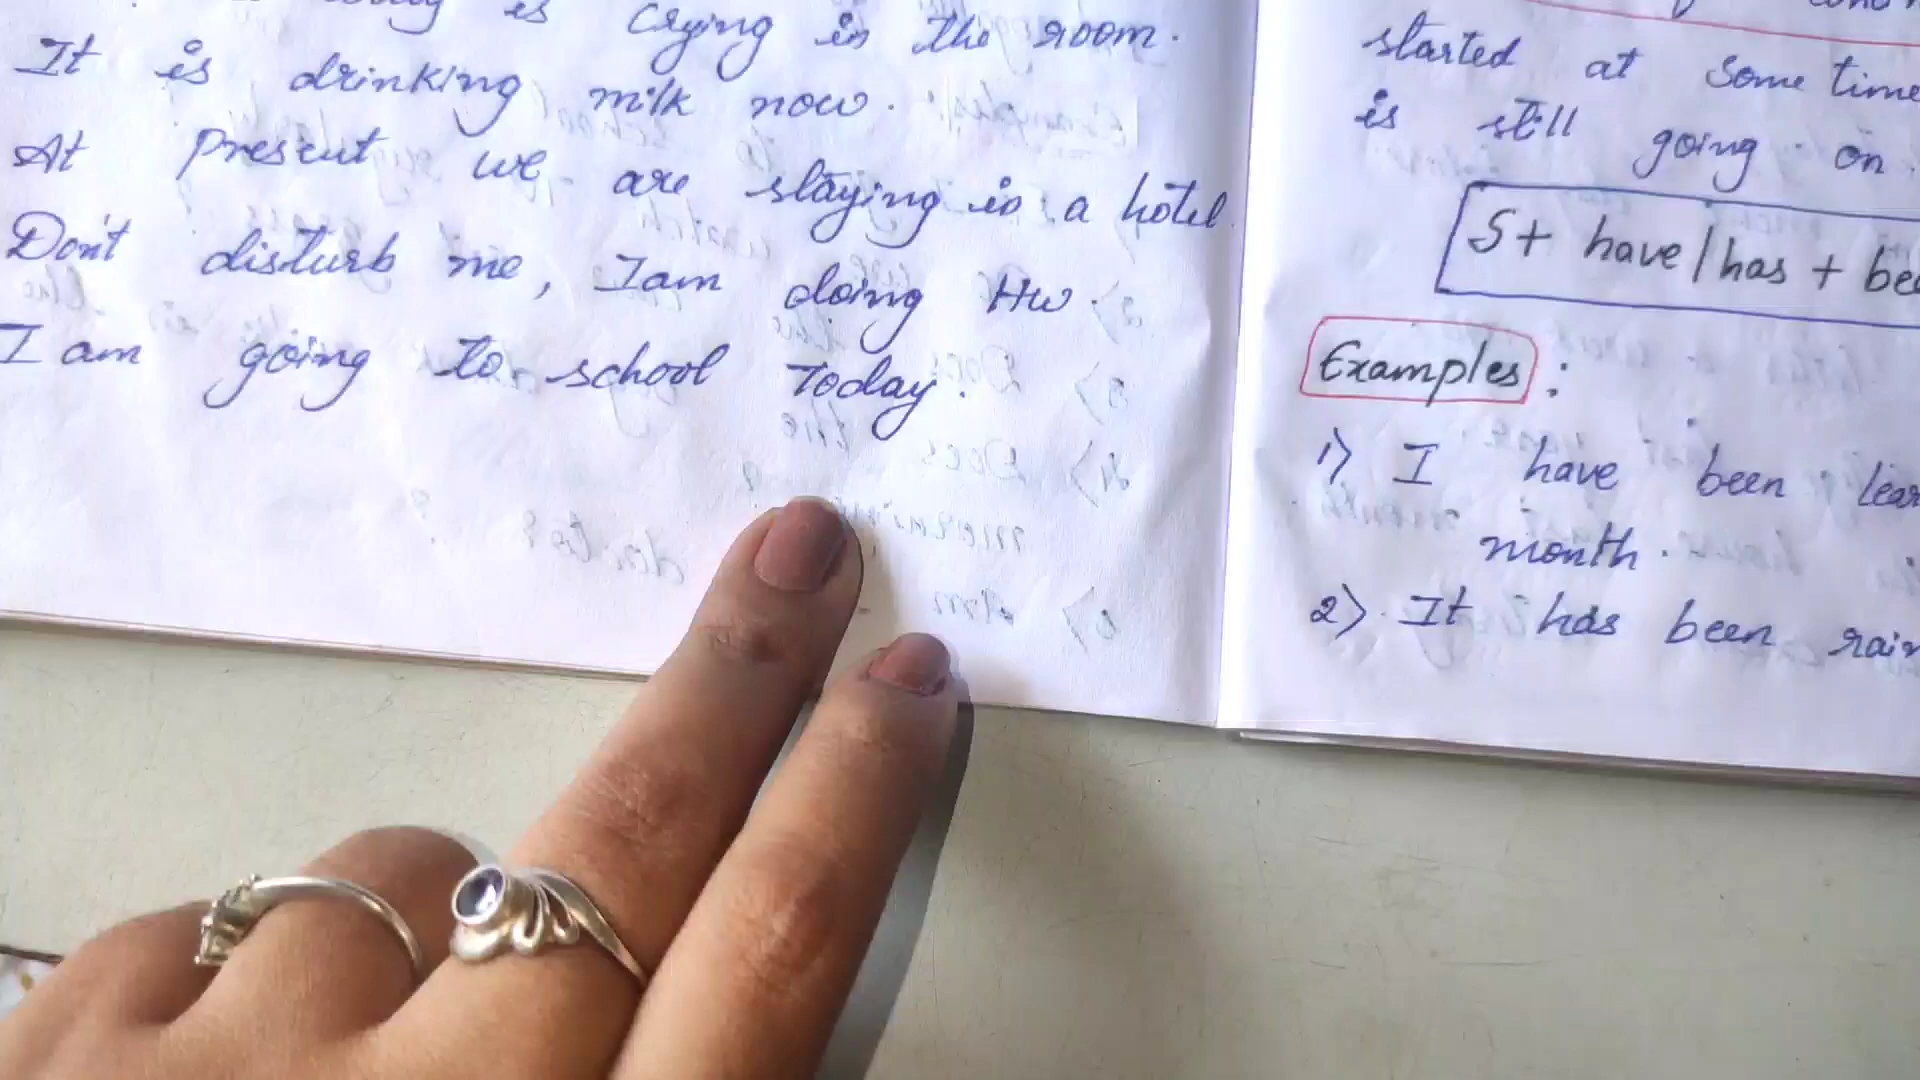 is crying in the room.
It is drinking milk now.
At present we are staying in a hotel.
Don't disturb me, I am doing HW.
I am going to school today.
started at some time
is still going on.
S+ have/has + bee
Examples:
1) I have been lear
month.
2) It has been rain